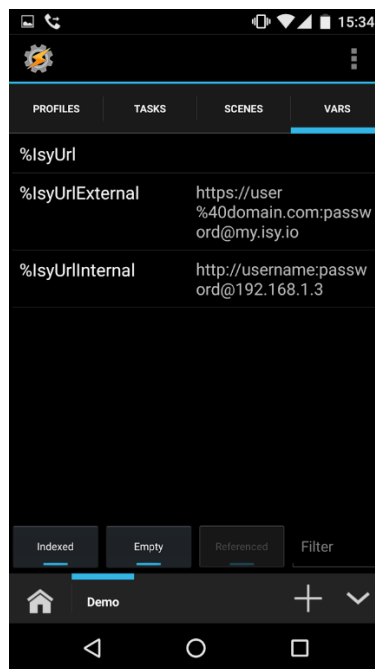 15:34
PROFILES TASKS SCENES VARS
%IsyUrl
%IsyUrlExternal https://user
%40domain.com:passw
ord@my.isy.io
%IsyUrlInternal http://username:passw
ord@192.168.1.3
Indexed Empty Referenced Filter
Demo